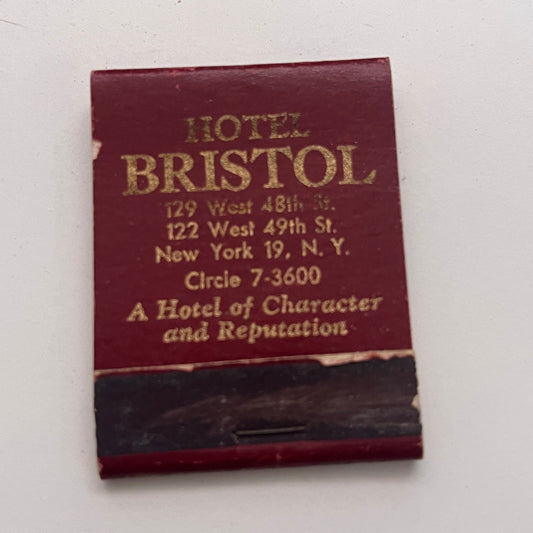 HOTEL
BRISTOL
129 West 48th St.
122 West 49th St.
New York 19, N. Y.
Circle 7-3600
A Hotel of Character
and Reputation